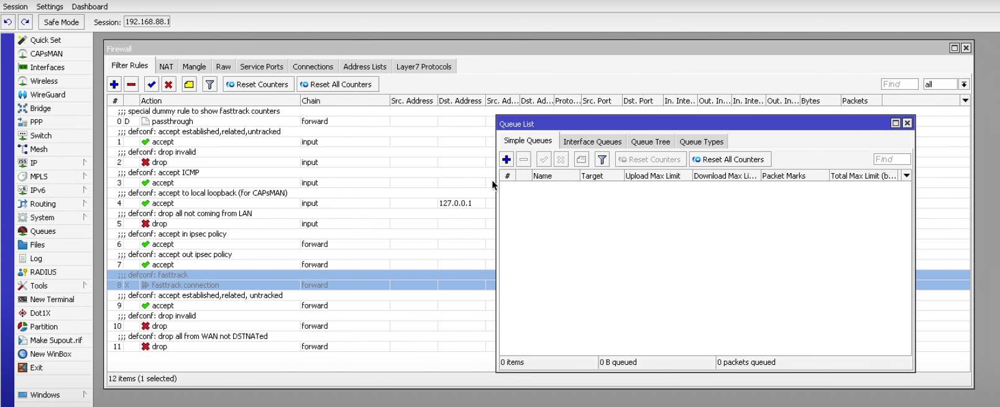 Session Settings Dashboard
Safe Mode Session: 192.168.88.1
Quick Set
CAPsMAN
Interfaces
Wireless
WireGuard
Bridge
PPP
Switch
Mesh
IP
MPLS
IPv6
Routing
System
Queues
Files
Log
RADIUS
Tools
New Terminal
Dot1X
Partition
Make Supout.rif
New WinBox
Exit
Windows
Firewall
Filter Rules NAT Mangle Raw Service Ports Connections Address Lists Layer7 Protocols
Reset Counters Reset All Counters Find all
# Action Chain Src. Address Dst. Address Src. Ad... Dst. Ad... Proto... Src. Port Dst. Port In. Inte.. Out. In... In. Inte.. Out. In... Bytes Packets
;;; special dummy rule to show fasttrack counters
0 D passthrough forward
;;; defconf: accept established,related,untracked
1 accept input
;;; defconf: drop invalid
2 drop input
;;; defconf: accept ICMP
3 accept input
;;; defconf: accept to local loopback (for CAPsMAN)
4 accept input 127.0.0.1
;;; defconf: drop all not coming from LAN
5 drop input
;;; defconf: accept in ipsec policy
6 accept forward
;;; defconf: accept out ipsec policy
7 accept forward
;;; defconf: fasttrack
8 X fasttrack connection forward
;;; defconf: accept established,related, untracked
9 accept forward
;;; defconf: drop invalid
10 drop forward
;;; defconf: drop all from WAN not DSTNATed
11 drop forward
12 items (1 selected)
Queue List
Simple Queues Interface Queues Queue Tree Queue Types
Reset Counters Reset All Counters Find
# Name Target Upload Max Limit Download Max Li... Packet Marks Total Max Limit (b...
0 items 0 B queued 0 packets queued